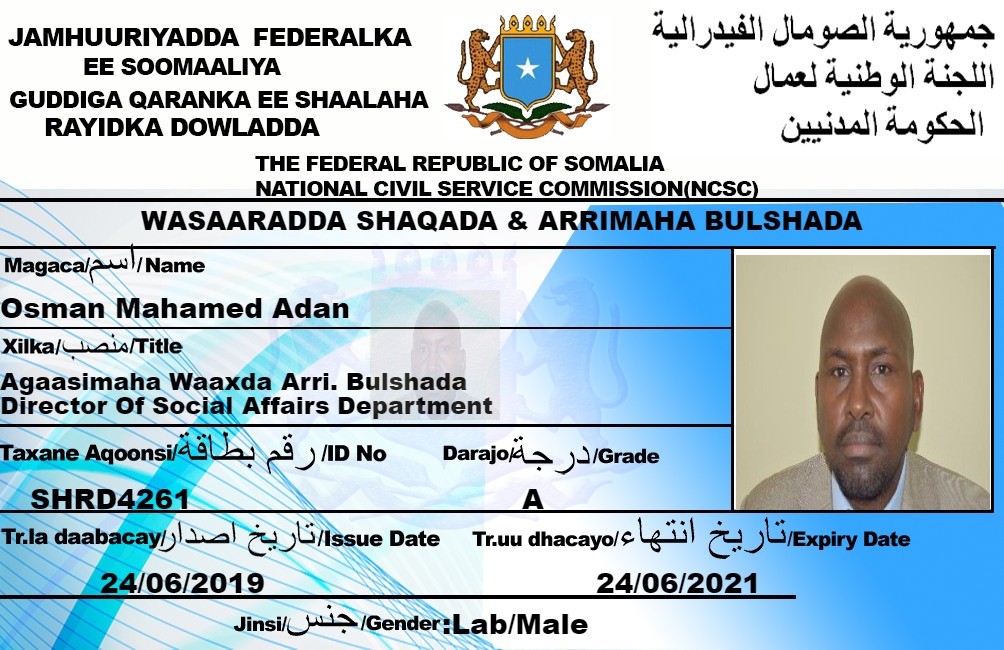 JAMHUURIYADDA FEDERALKA
EE SOOMAALIYA
GUDDIGA QARANKA EE SHAALAHA
RAYIDKA DOWLADDA
جمهورية الصومال الفيدرالية
اللجنة الوطنية لعمال
الحكومة المدنيين
THE FEDERAL REPUBLIC OF SOMALIA
NATIONAL CIVIL SERVICE COMMISSION(NCSC)
WASAARADDA SHAQADA & ARRIMAHA BULSHADA
Magaca/اسم/Name
Osman Mahamed Adan
Xilka/منصب/Title
Agaasimaha Waaxda Arri. Bulshada
Director Of Social Affairs Department
Taxane Aqoonsi/رقم بطاقة/ID No Darajo/درجة/Grade
SHRD4261 A
Tr.la daabacay/تاريخ اصدار/Issue Date Tr.uu dhacayo/تاريخ انتهاء/Expiry Date
24/06/2019 24/06/2021
Jinsi/جنس/Gender:Lab/Male